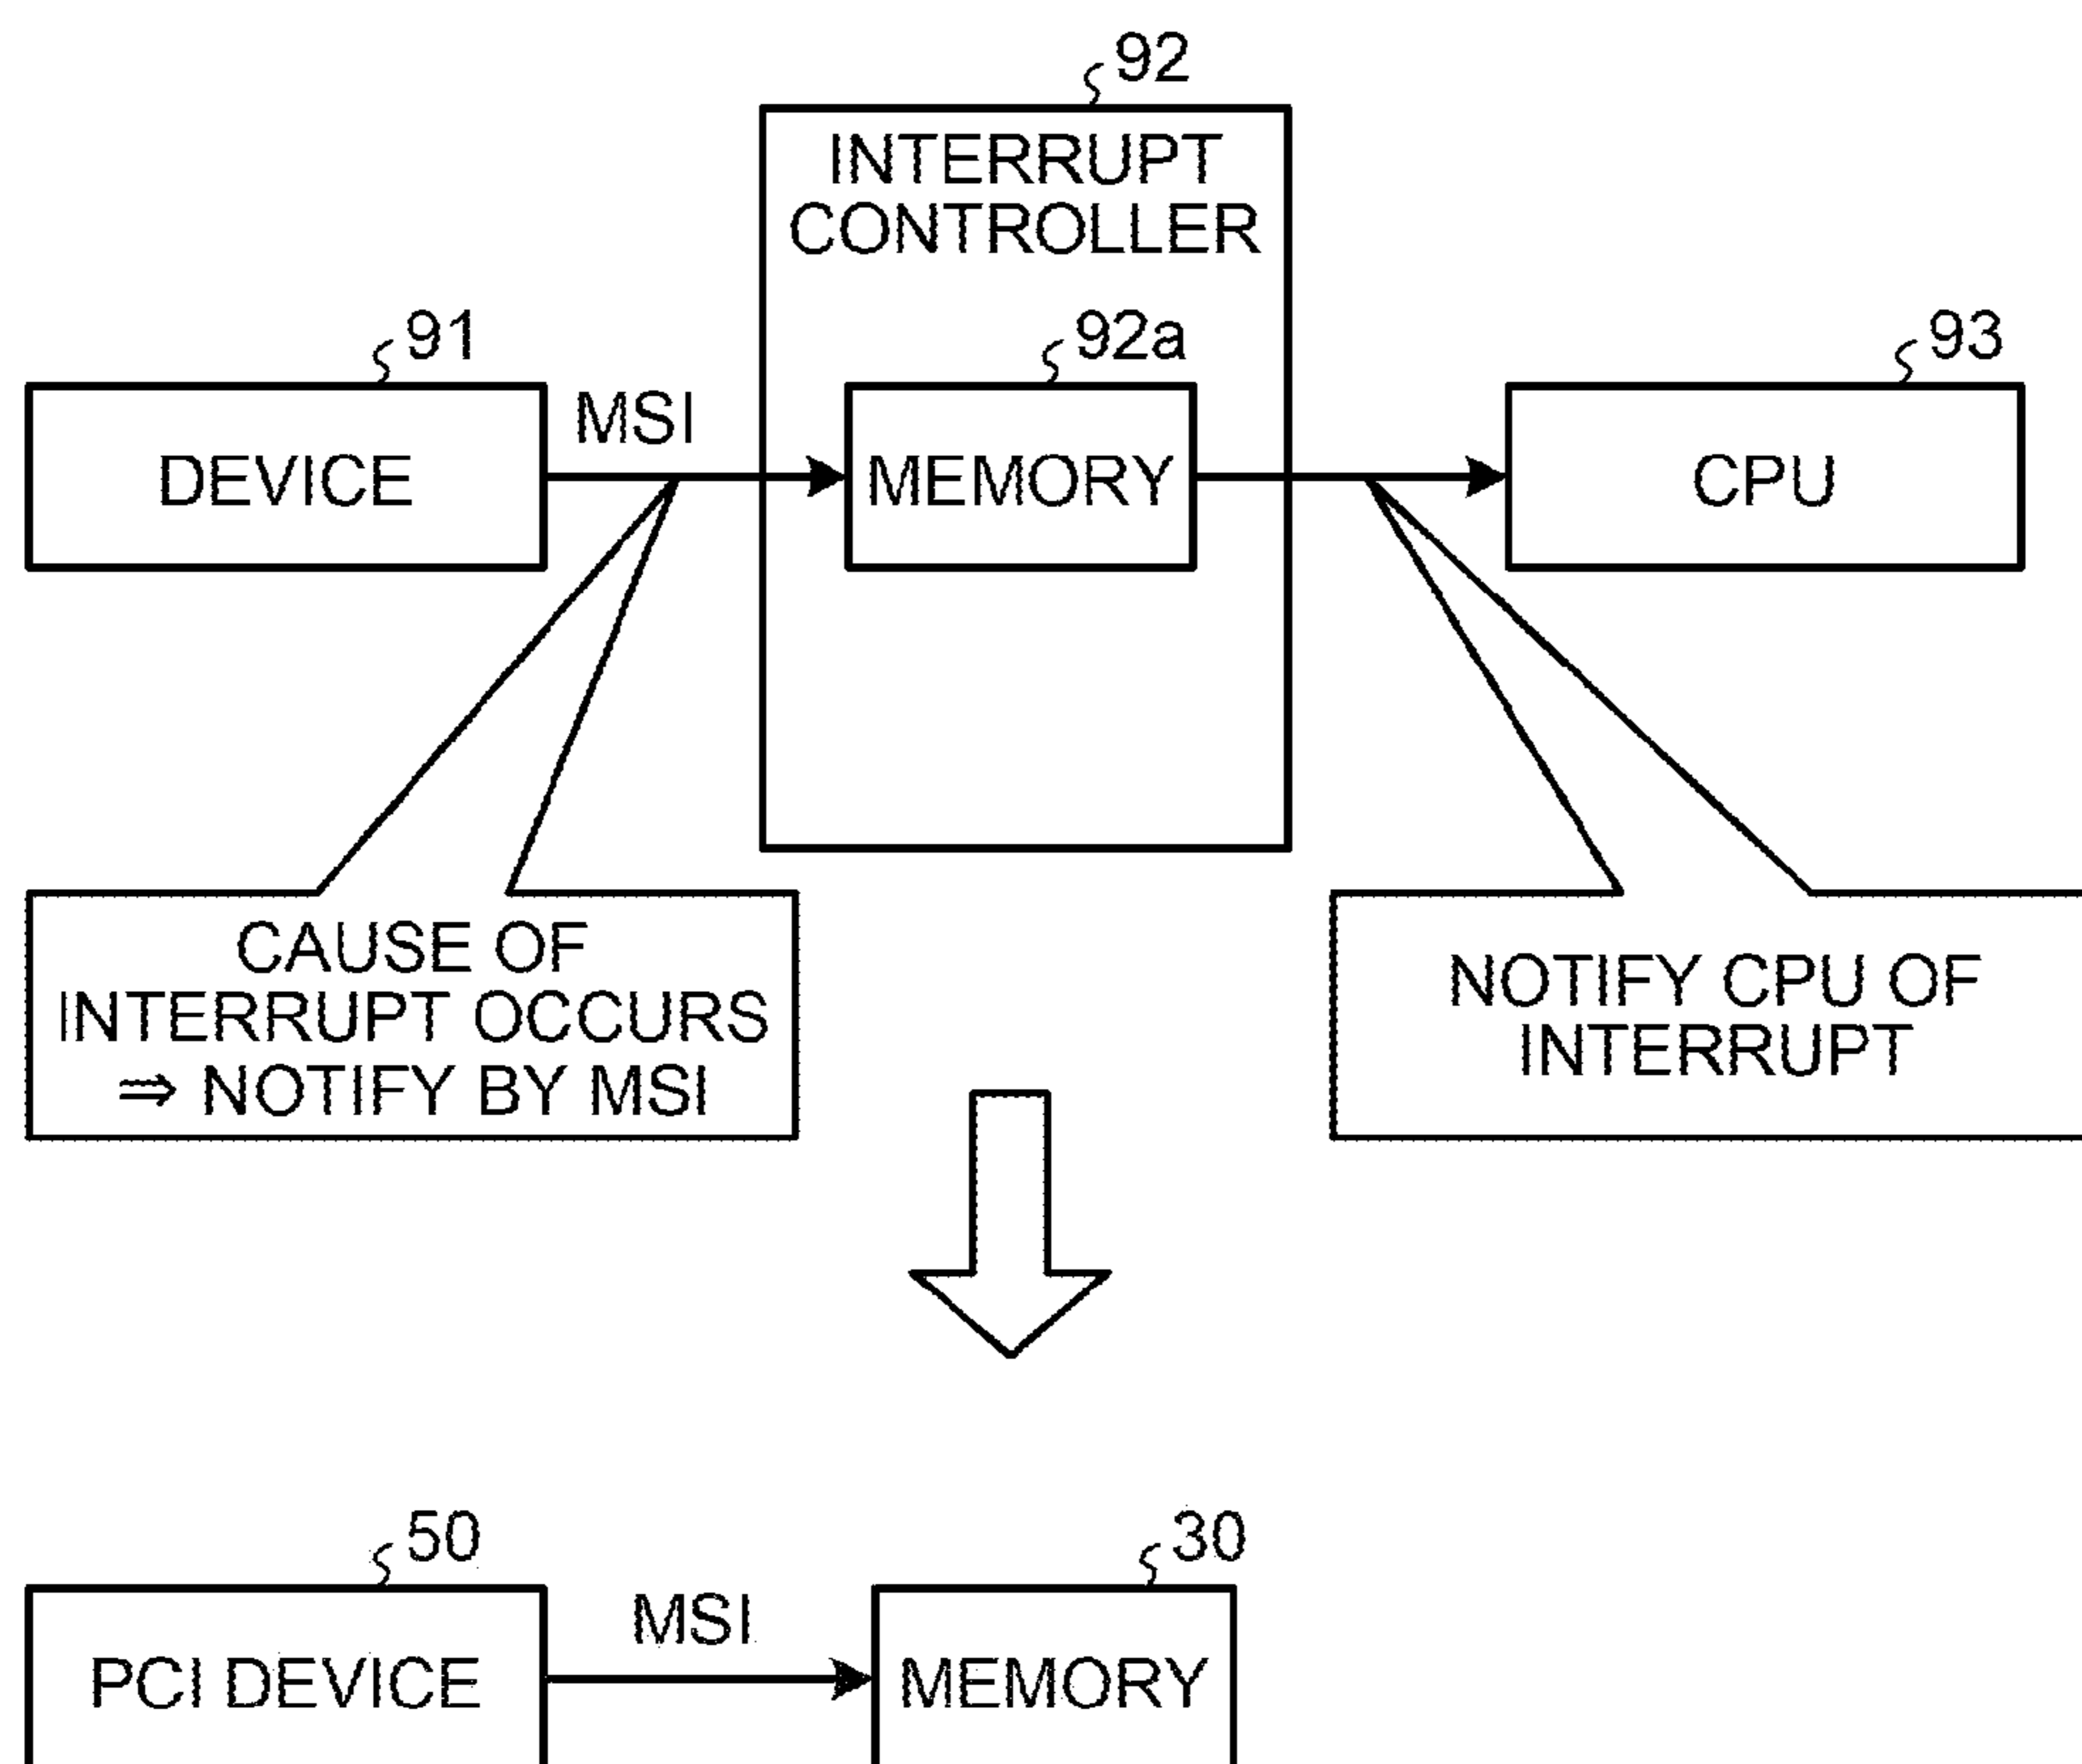 92
INTERRUPT
CONTROLLER
91
92a
93
MSI
DEVICE
MEMORY
CPU
CAUSE OF
INTERRUPT OCCURS
⇒ NOTIFY BY MSI
NOTIFY CPU OF
INTERRUPT
50
30
MSI
PCI DEVICE
MEMORY